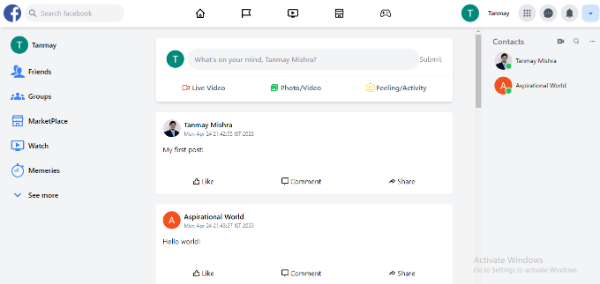 f
Search facebook
T
Tanmay
T
Tanmay
Friends
Groups
MarketPlace
Watch
Memeries
See more
T
What's on your miind, Tanmay Mishra?
Submit
Live Video
Photo/Video
Feeling/Activity
Tanmay Mishra
Mon Apr 24 21:42:35 IST 2023
My first post!
Like
Comment
Share
A
Aspirational World
Mon Apr 24 21:43:37 IST 2023
Hello world!
Like
Comment
Share
Contacts
Tanmay Mishra
A
Aspirational World
Activate Windows
Go to Settings to activate Windows.